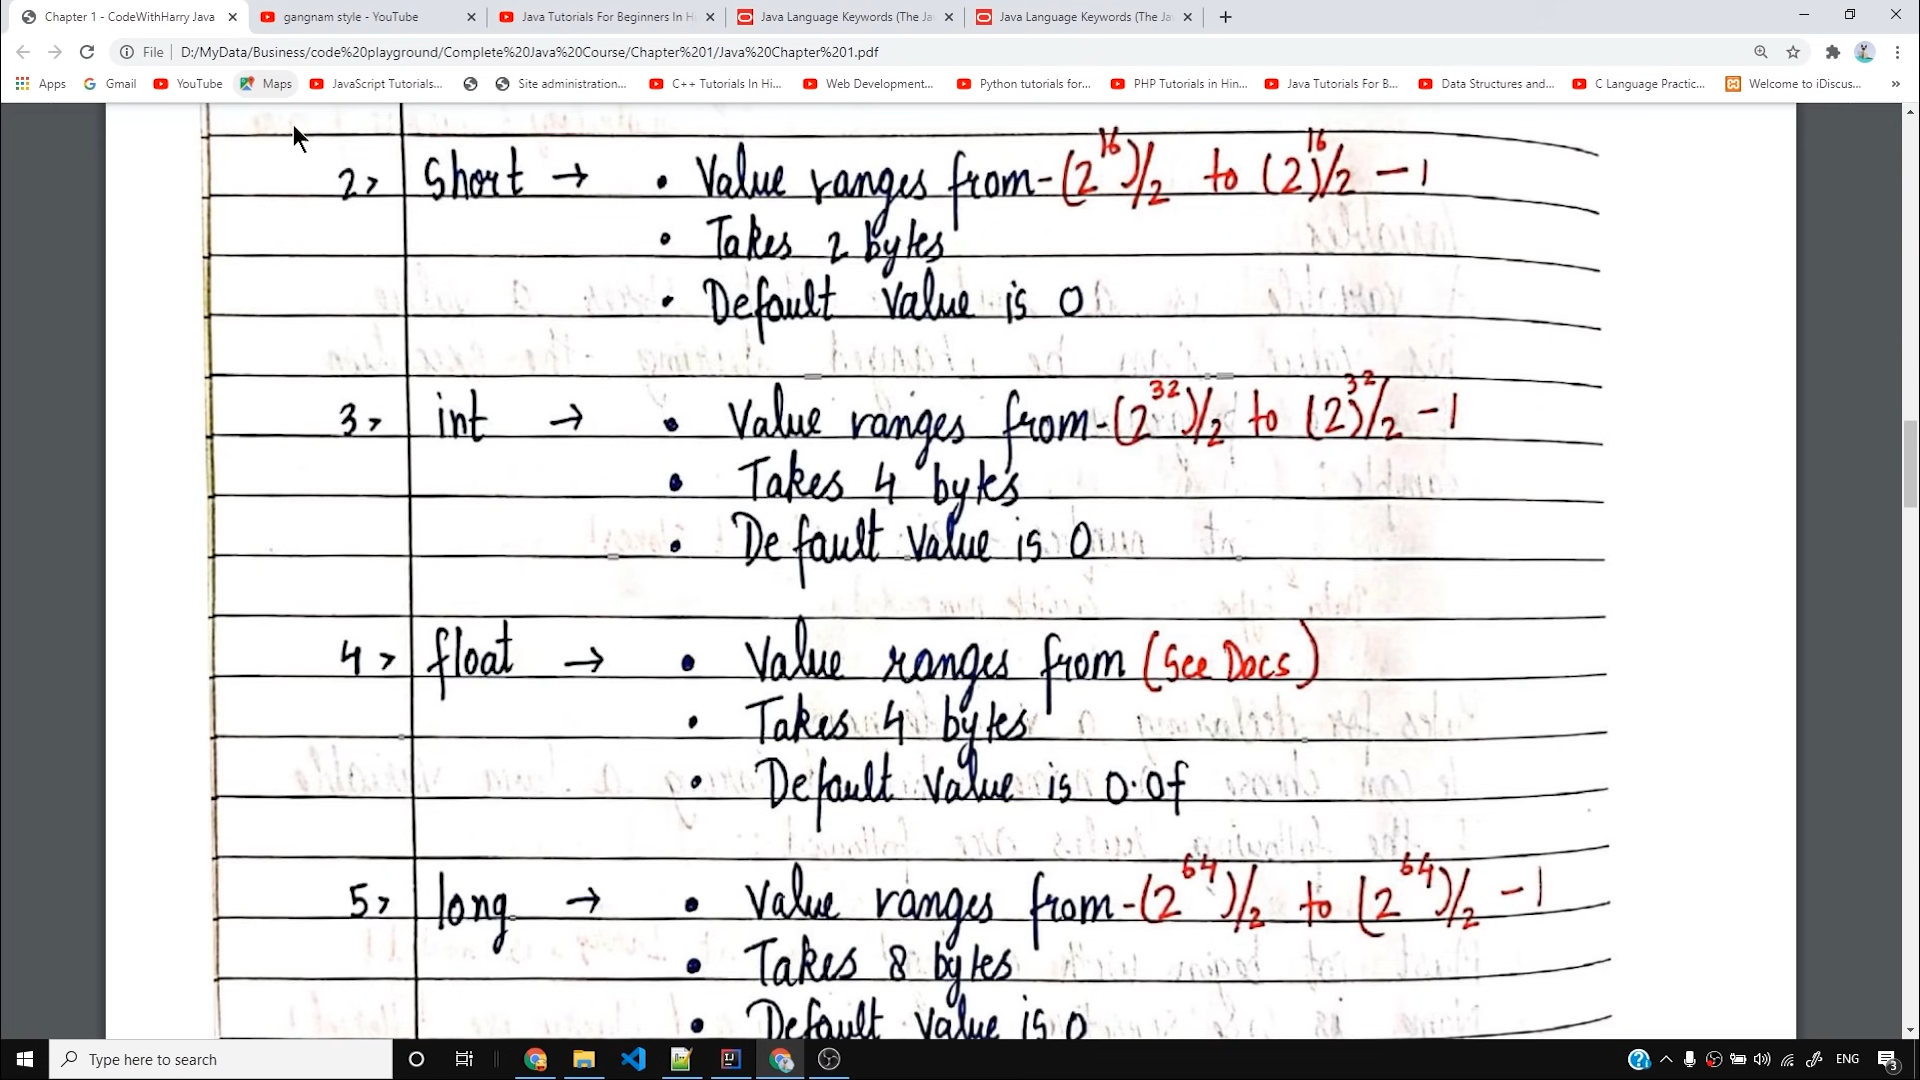 Chapter 1 - CodeWithHarry Java
gangnam style - YouTube
Java Tutorials For Beginners In H
Java Language Keywords (The Ja
Java Language Keywords (The Ja
File | D:/MyData/Business/code%20playground/Complete%20Java%20Course/Chapter%201/Java%20Chapter%201.pdf
Apps Gmail YouTube Maps JavaScript Tutorials... Site administration... C++ Tutorials In Hi... Web Development... Python tutorials for... PHP Tutorials in Hin... Java Tutorials For B... Data Structures and... C Language Practic... Welcome to iDiscus... »
2> Short → • Value ranges from -(2^16)/2 to (2^16)/2 - 1
• Takes 2 bytes
• Default value is 0
3> int → • Value ranges from -(2^32)/2 to (2^32)/2 - 1
• Takes 4 bytes
• Default value is 0
4> float → • Value ranges from (See Docs)
• Takes 4 bytes
• Default value is 0.0f
5> long → • Value ranges from -(2^64)/2 to (2^64)/2 - 1
• Takes 8 bytes
• Default value is 0
Type here to search
ENG
3